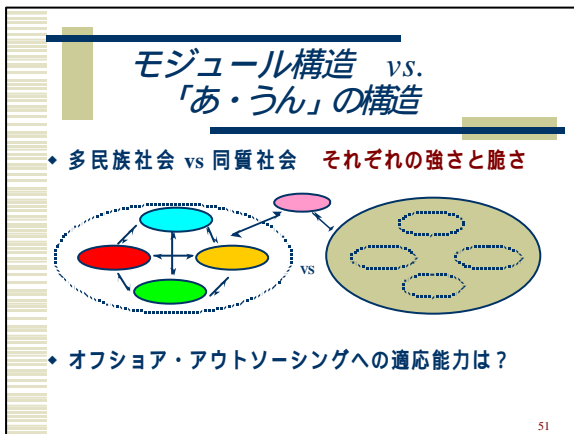 モジュール構造 vs.
「あ・うん」の構造
多民族社会 vs 同質社会 それぞれの強さと脆さ
vs
オフショア・アウトソーシングへの適応能力は？
51